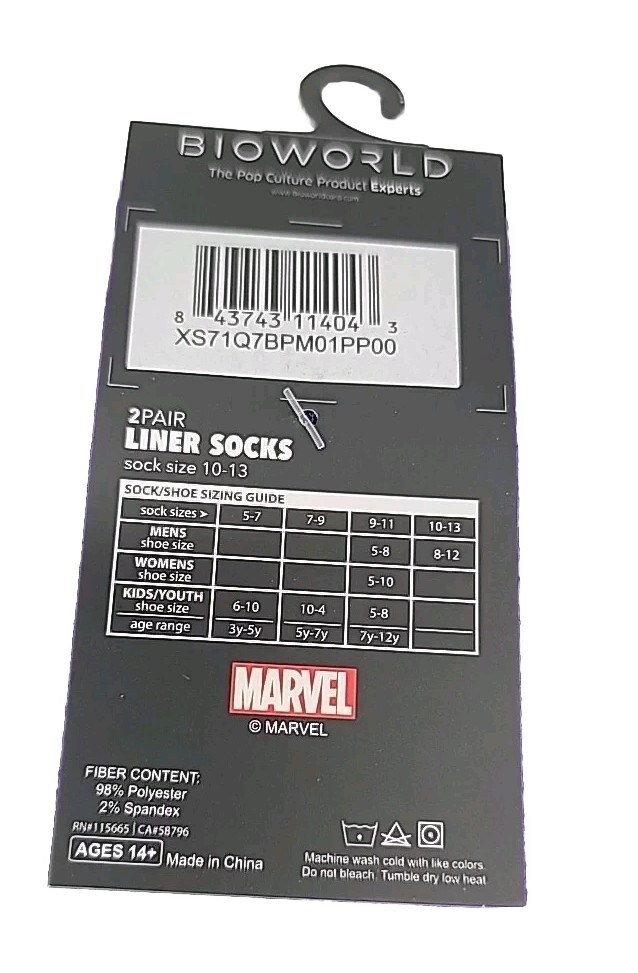 BIOWORLD
The Pop Culture Product Experts
www.bioworldcorp.com
8 43743 11404 3
XS71Q7BPM01PP00
2PAIR
LINER SOCKS
sock size 10-13
SOCK/SHOE SIZING GUIDE
sock sizes > 5-7 7-9 9-11 10-13
MENS
shoe size 5-8 8-12
WOMENS
shoe size 5-10
KIDS/YOUTH
shoe size 6-10 10-4 5-8
age range 3y-5y 5y-7y 7y-12y
MARVEL
© MARVEL
FIBER CONTENT:
98% Polyester
2% Spandex
RN#115665 | CA#58796
AGES 14+ Made in China
Machine wash cold with like colors.
Do not bleach. Tumble dry low heat